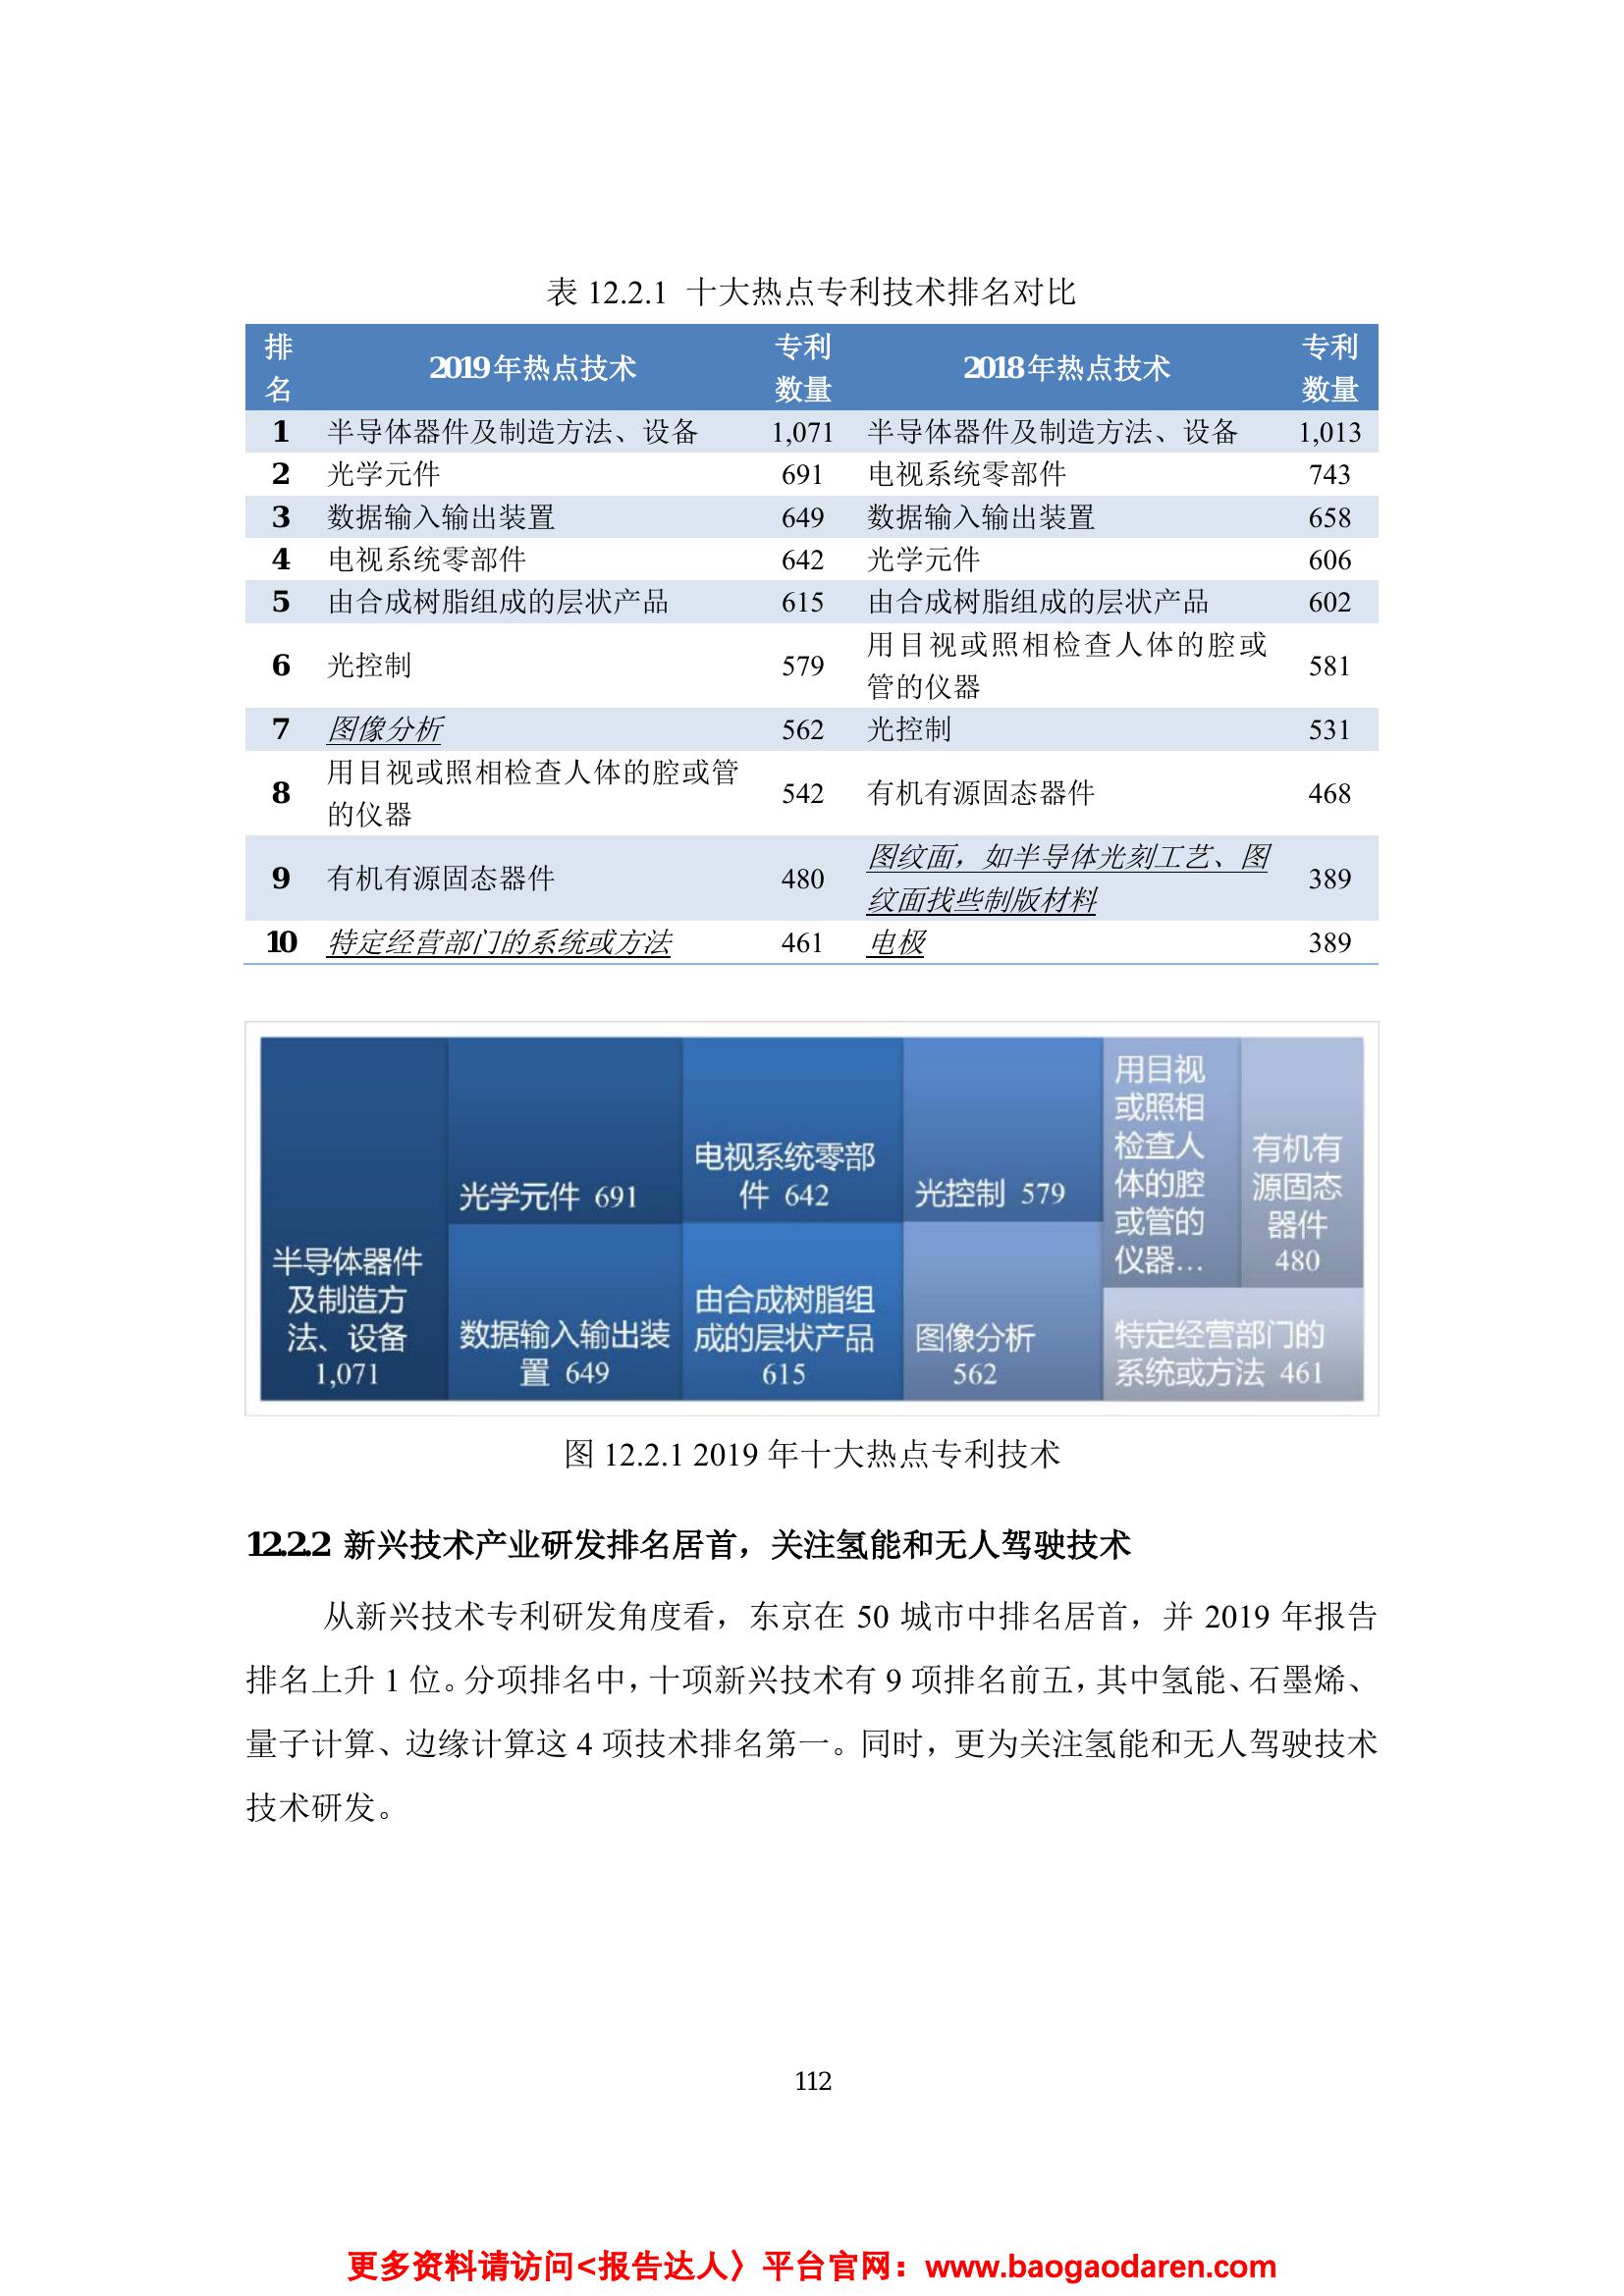 表 12.2.1 十大热点专利技术排名对比
排名 2019年热点技术 专利数量 2018年热点技术 专利数量
1 半导体器件及制造方法、设备 1,071 半导体器件及制造方法、设备 1,013
2 光学元件 691 电视系统零部件 743
3 数据输入输出装置 649 数据输入输出装置 658
4 电视系统零部件 642 光学元件 606
5 由合成树脂组成的层状产品 615 由合成树脂组成的层状产品 602
6 光控制 579 用目视或照相检查人体的腔或管的仪器 581
7 图像分析 562 光控制 531
8 用目视或照相检查人体的腔或管的仪器 542 有机有源固态器件 468
9 有机有源固态器件 480 图纹面，如半导体光刻工艺、图纹面找些制版材料 389
10 特定经营部门的系统或方法 461 电极 389
半导体器件
及制造方
法、设备
1,071
光学元件 691
数据输入输出装
置 649
电视系统零部
件 642
由合成树脂组
成的层状产品
615
光控制 579
图像分析
562
用目视
或照相
检查人
体的腔
或管的
仪器...
有机有
源固态
器件
480
特定经营部门的
系统或方法 461
图 12.2.1 2019 年十大热点专利技术
12.2.2 新兴技术产业研发排名居首，关注氢能和无人驾驶技术
从新兴技术专利研发角度看，东京在 50 城市中排名居首，并 2019 年报告
排名上升 1 位。分项排名中，十项新兴技术有 9 项排名前五，其中氢能、石墨烯、
量子计算、边缘计算这 4 项技术排名第一。同时，更为关注氢能和无人驾驶技术
技术研发。
112
更多资料请访问<报告达人〉平台官网：www.baogaodaren.com